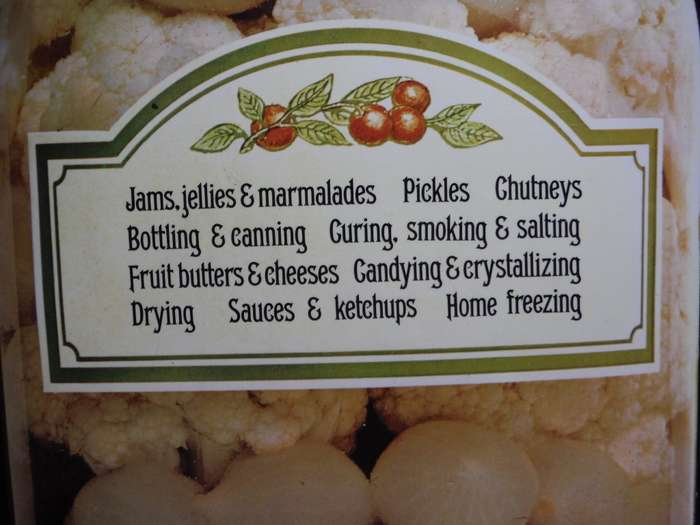 Jams, jellies & marmalades Pickles Chutneys
Bottling & canning Curing, smoking & salting
Fruit butters & cheeses Candying & crystallizing
Drying Sauces & ketchups Home freezing